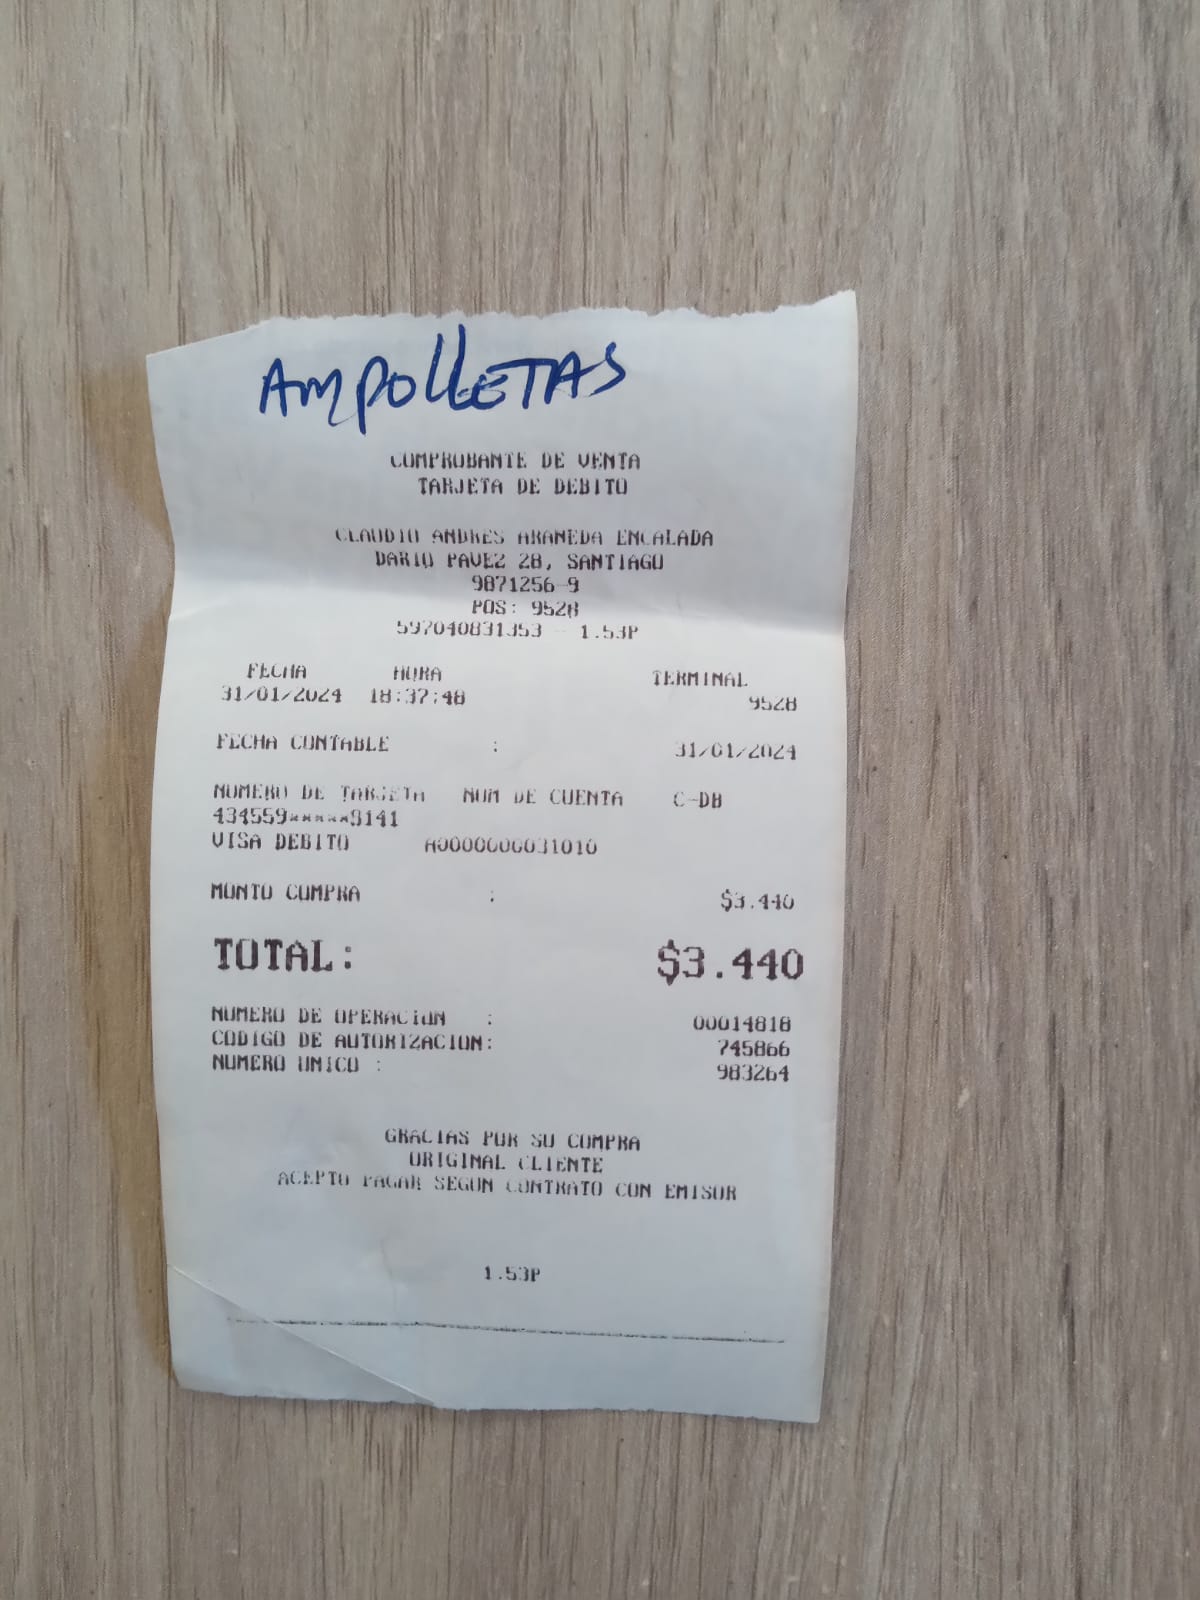 AMPOLLETAS
COMPROBANTE DE VENTA
TARJETA DE DEBITO
CLAUDIO ANDRES ARANEDA ENCALADA
DARIO PAVEZ 28, SANTIAGO
9871256-9
POS: 9528
597040831353 - 1.53P
FECHA HORA TERMINAL
31/01/2024 18:37:48 9528
FECHA CONTABLE : 31/01/2024
NUMERO DE TARJETA NUM DE CUENTA C-DB
434559*****9141
VISA DEBITO A0000000031010
MONTO COMPRA : $3.440
TOTAL: $3.440
NUMERO DE OPERACION : 00014818
CODIGO DE AUTORIZACION: 745866
NUMERO UNICO : 983264
GRACIAS POR SU COMPRA
ORIGINAL CLIENTE
ACEPTO PAGAR SEGUN CONTRATO CON EMISOR
1.53P